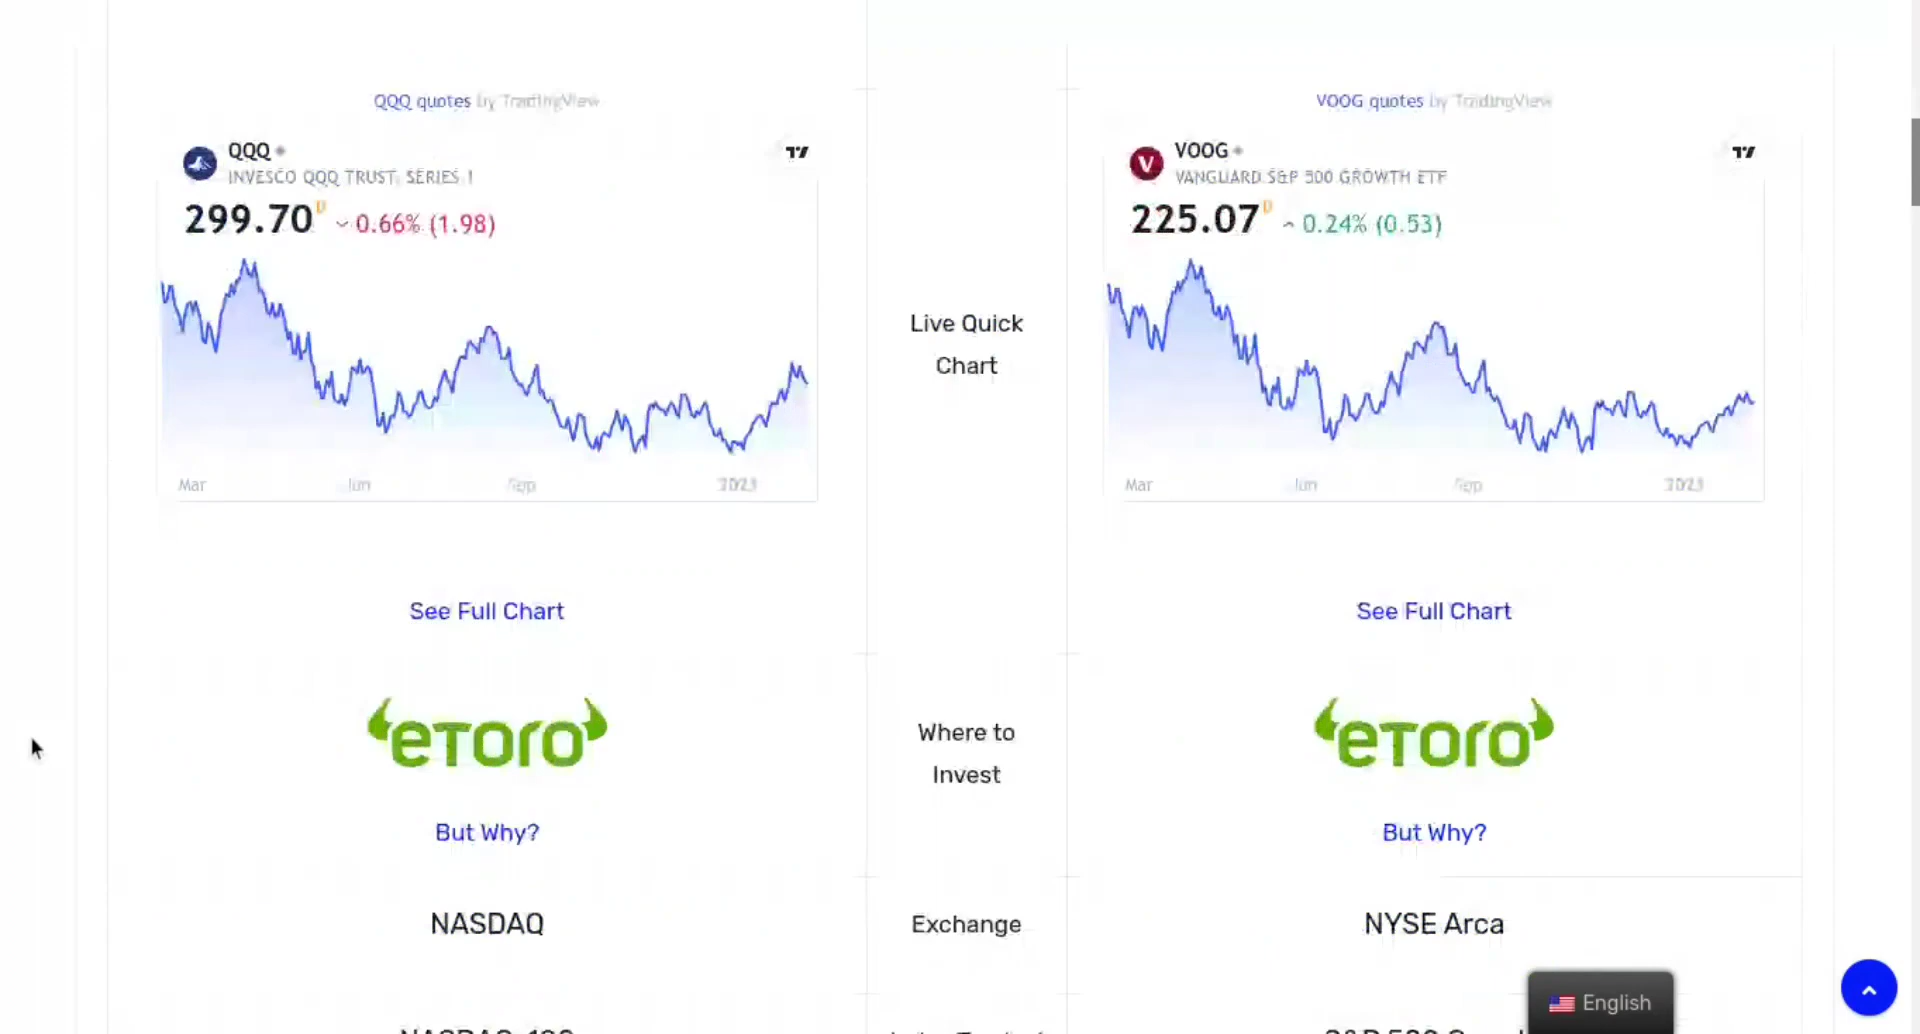 QQQ quotes by TradingView
QQQ
INVESCO QQQ TRUST, SERIES 1
299.70 D 0.66% (1.98)
Mar Jun Sep 2023
See Full Chart
eToro
But Why?
NASDAQ
Live Quick
Chart
Where to
Invest
Exchange
VOOG quotes by TradingView
V VOOG
VANGUARD S&P 500 GROWTH ETF
225.07 D 0.24% (0.53)
Mar Jun Sep 2023
See Full Chart
eToro
But Why?
NYSE Arca
English